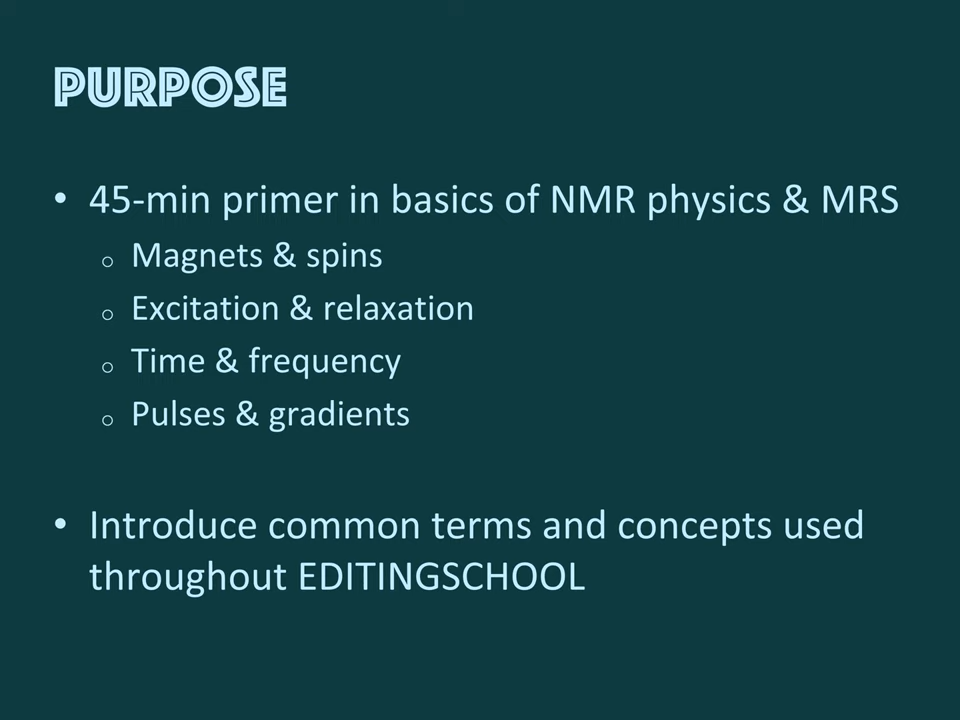 PURPOSE
• 45-min primer in basics of NMR physics & MRS
o Magnets & spins
o Excitation & relaxation
o Time & frequency
o Pulses & gradients
• Introduce common terms and concepts used
throughout EDITINGSCHOOL